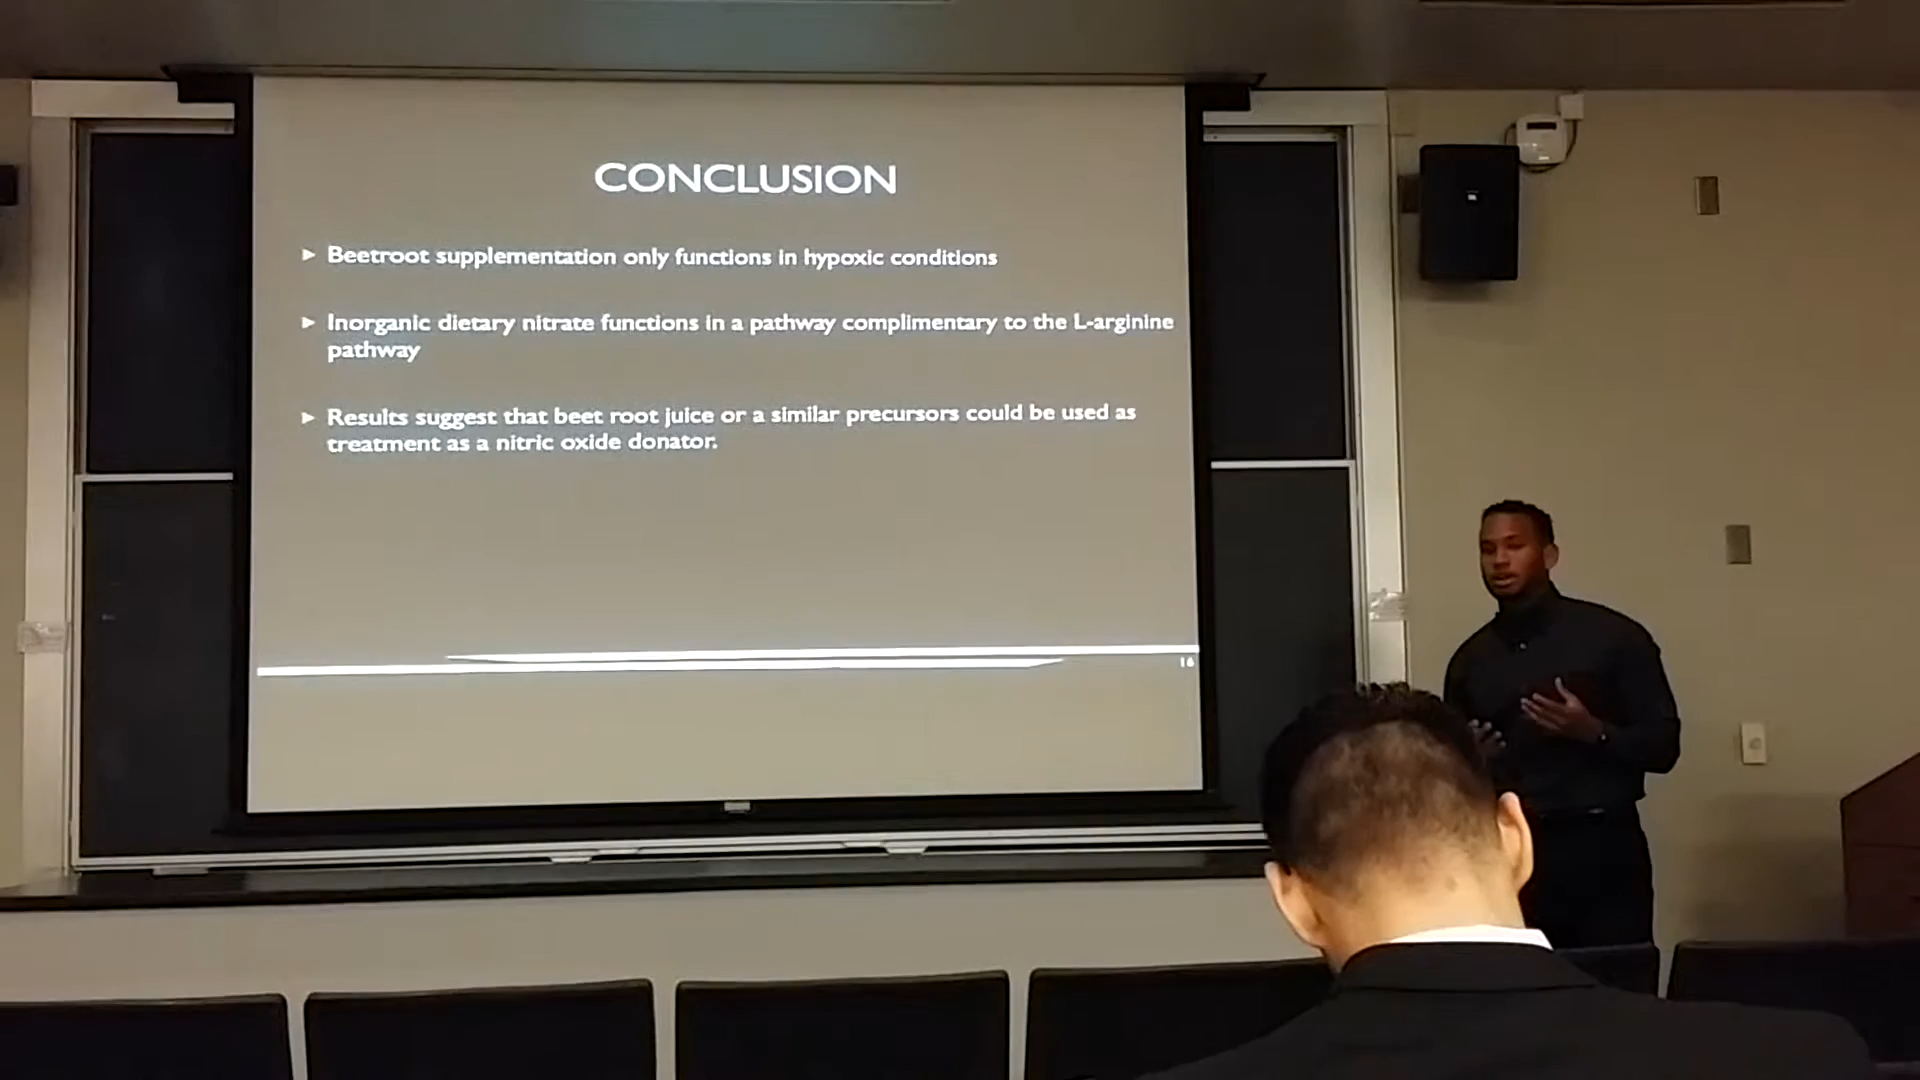 CONCLUSION
Beetroot supplementation only functions in hypoxic conditions
Inorganic dietary nitrate functions in a pathway complimentary to the L-arginine
pathway
Results suggest that beet root juice or a similar precursors could be used as
treatment as a nitric oxide donator.
16